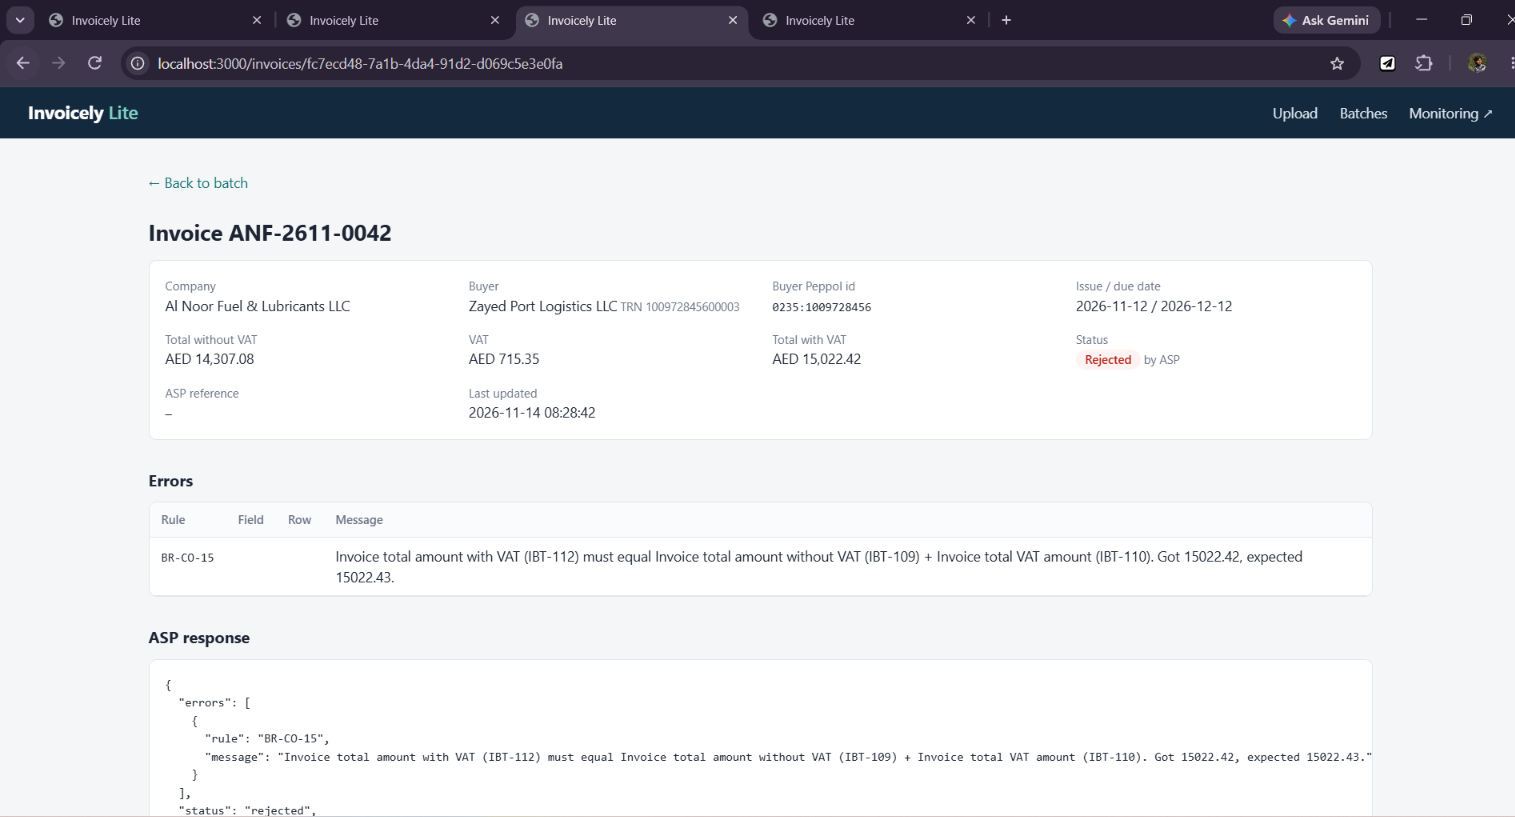 Invoicely Lite
Invoicely Lite
Invoicely Lite
Invoicely Lite
Ask Gemini
localhost:3000/invoices/fc7ecd48-7a1b-4da4-91d2-d069c5e3e0fa
Invoicely Lite
Upload Batches Monitoring ↗
← Back to batch
Invoice ANF-2611-0042
Company Buyer Buyer Peppol id Issue / due date
Al Noor Fuel & Lubricants LLC Zayed Port Logistics LLC TRN 100972845600003 0235:1009728456 2026-11-12 / 2026-12-12
Total without VAT VAT Total with VAT Status
AED 14,307.08 AED 715.35 AED 15,022.42 Rejected by ASP
ASP reference Last updated
– 2026-11-14 08:28:42
Errors
Rule Field Row Message
BR-CO-15 Invoice total amount with VAT (IBT-112) must equal Invoice total amount without VAT (IBT-109) + Invoice total VAT amount (IBT-110). Got 15022.42, expected
15022.43.
ASP response
{
"errors": [
{
"rule": "BR-CO-15",
"message": "Invoice total amount with VAT (IBT-112) must equal Invoice total amount without VAT (IBT-109) + Invoice total VAT amount (IBT-110). Got 15022.42, expected 15022.43."
}
],
"status": "rejected",